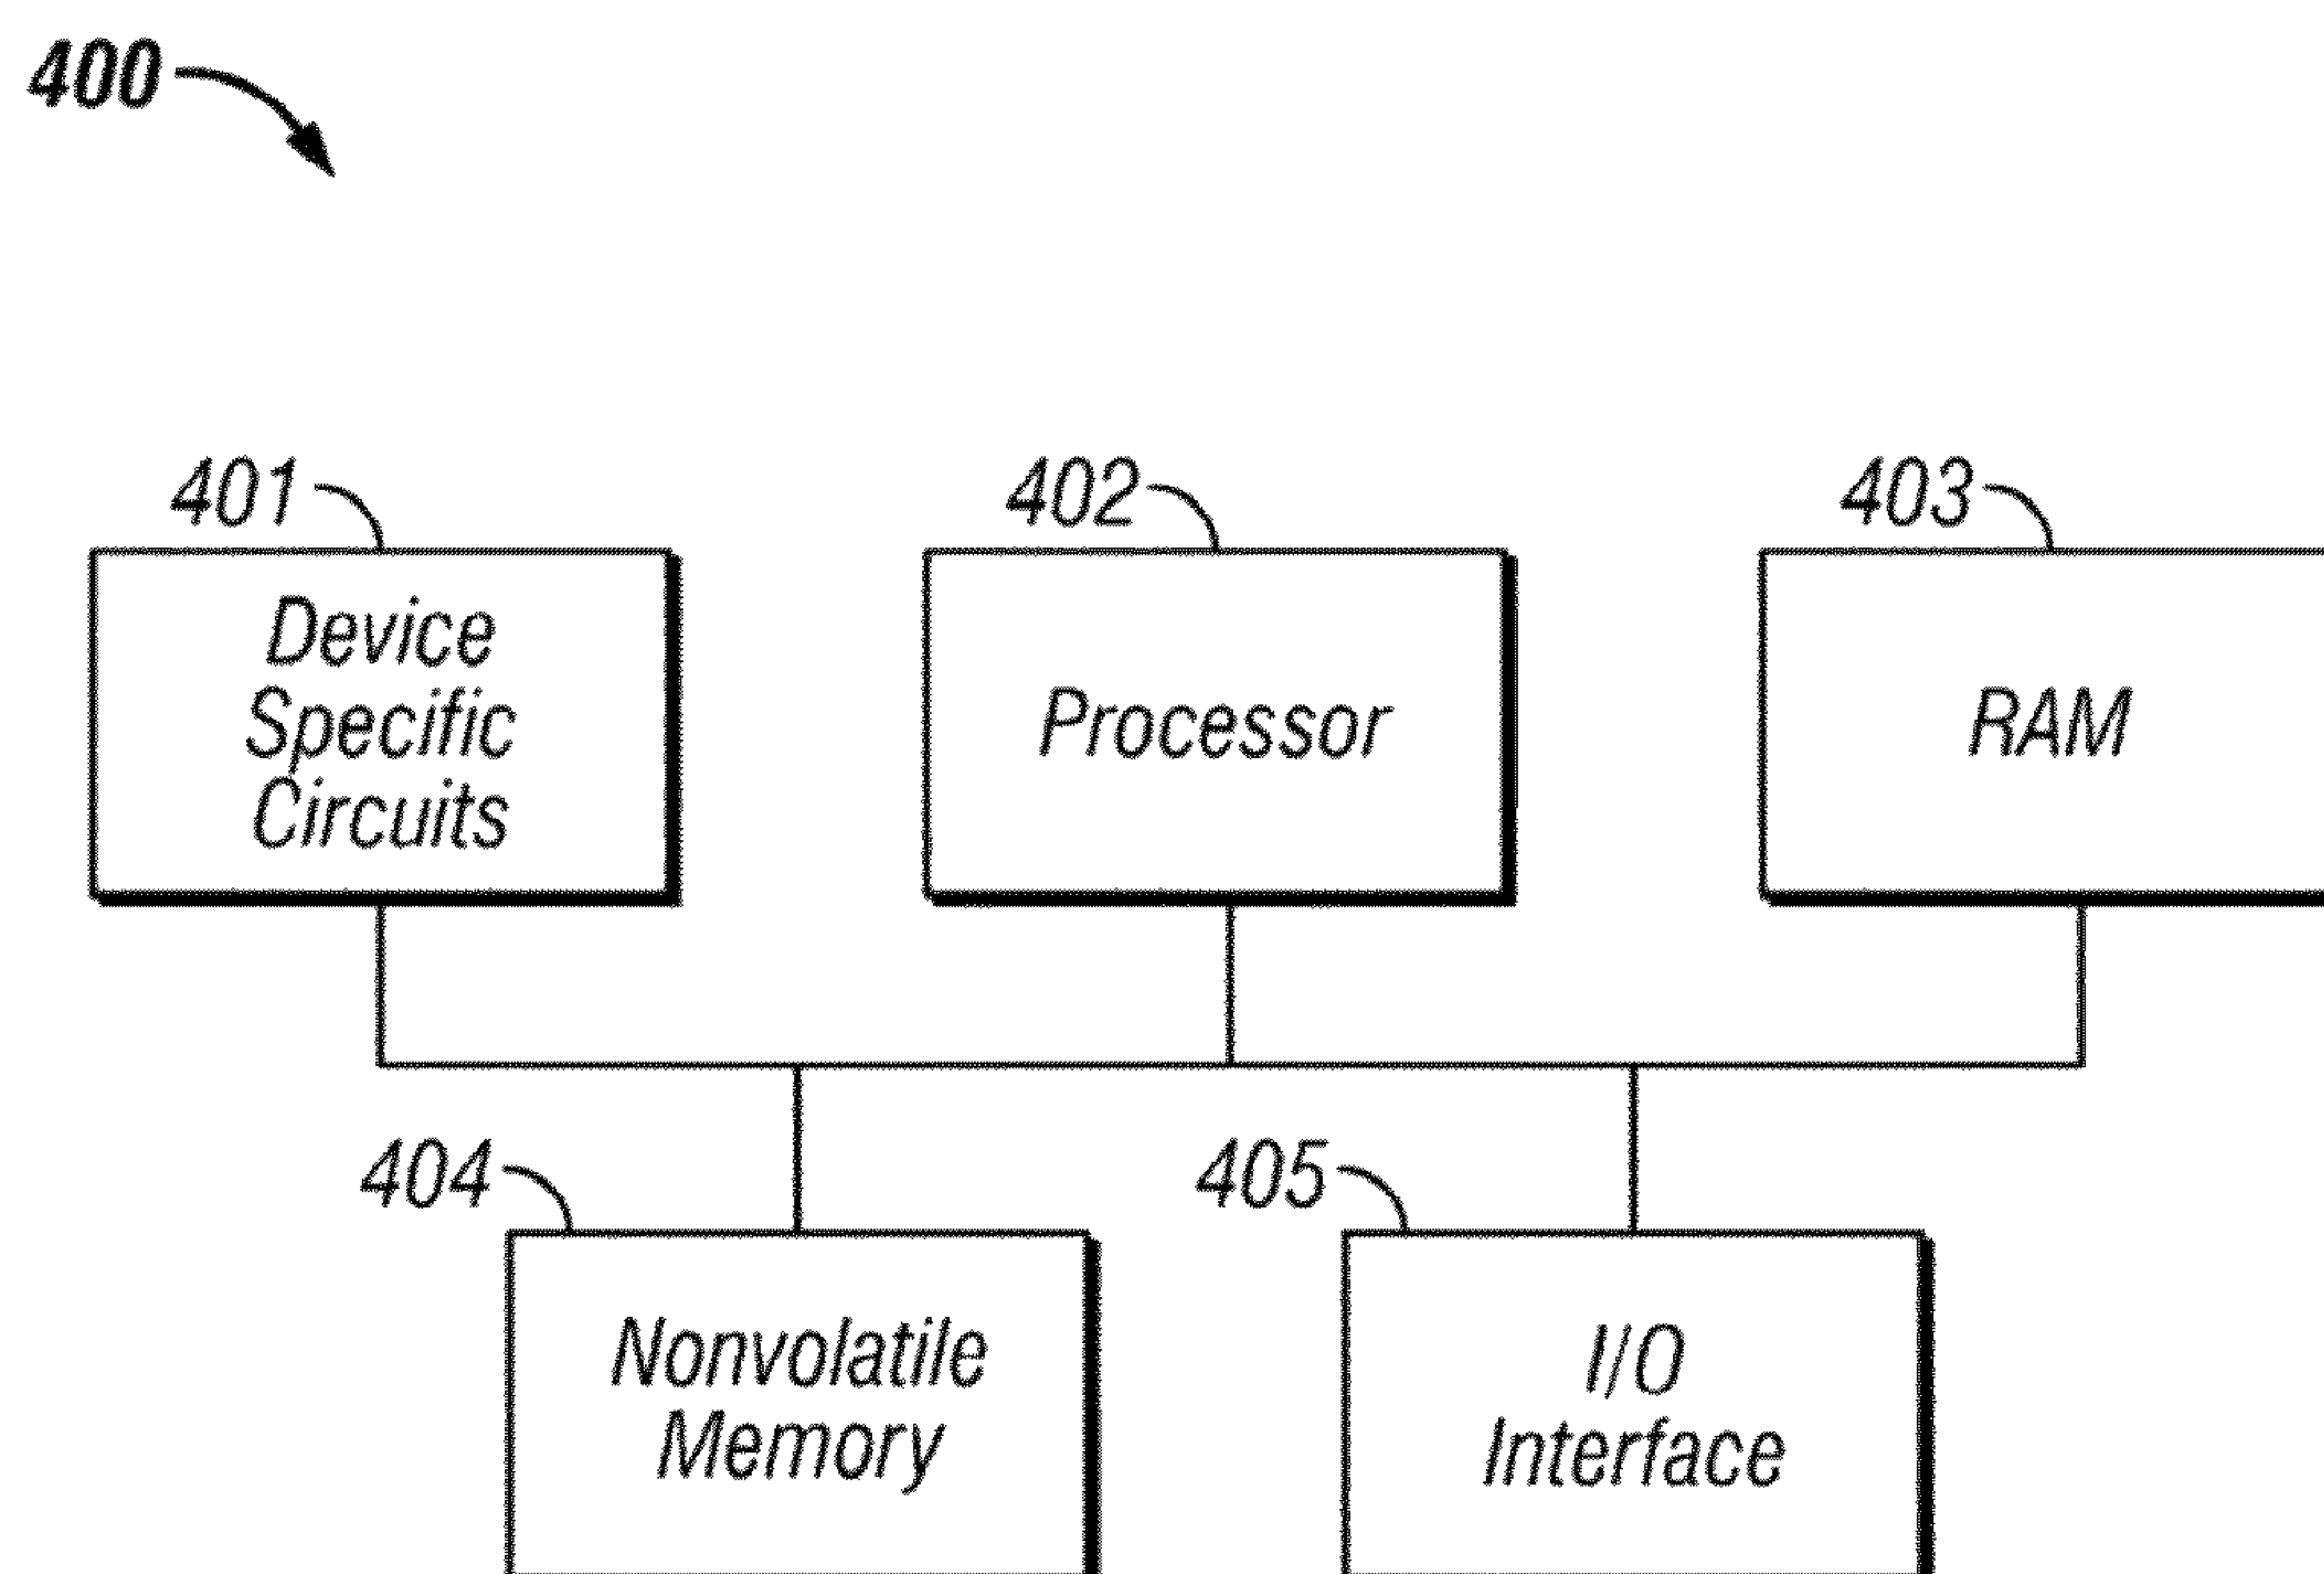 400
401
402
403
Device
Specific
Circuits
Processor
RAM
404
405
Nonvolatile
Memory
I/O
Interface